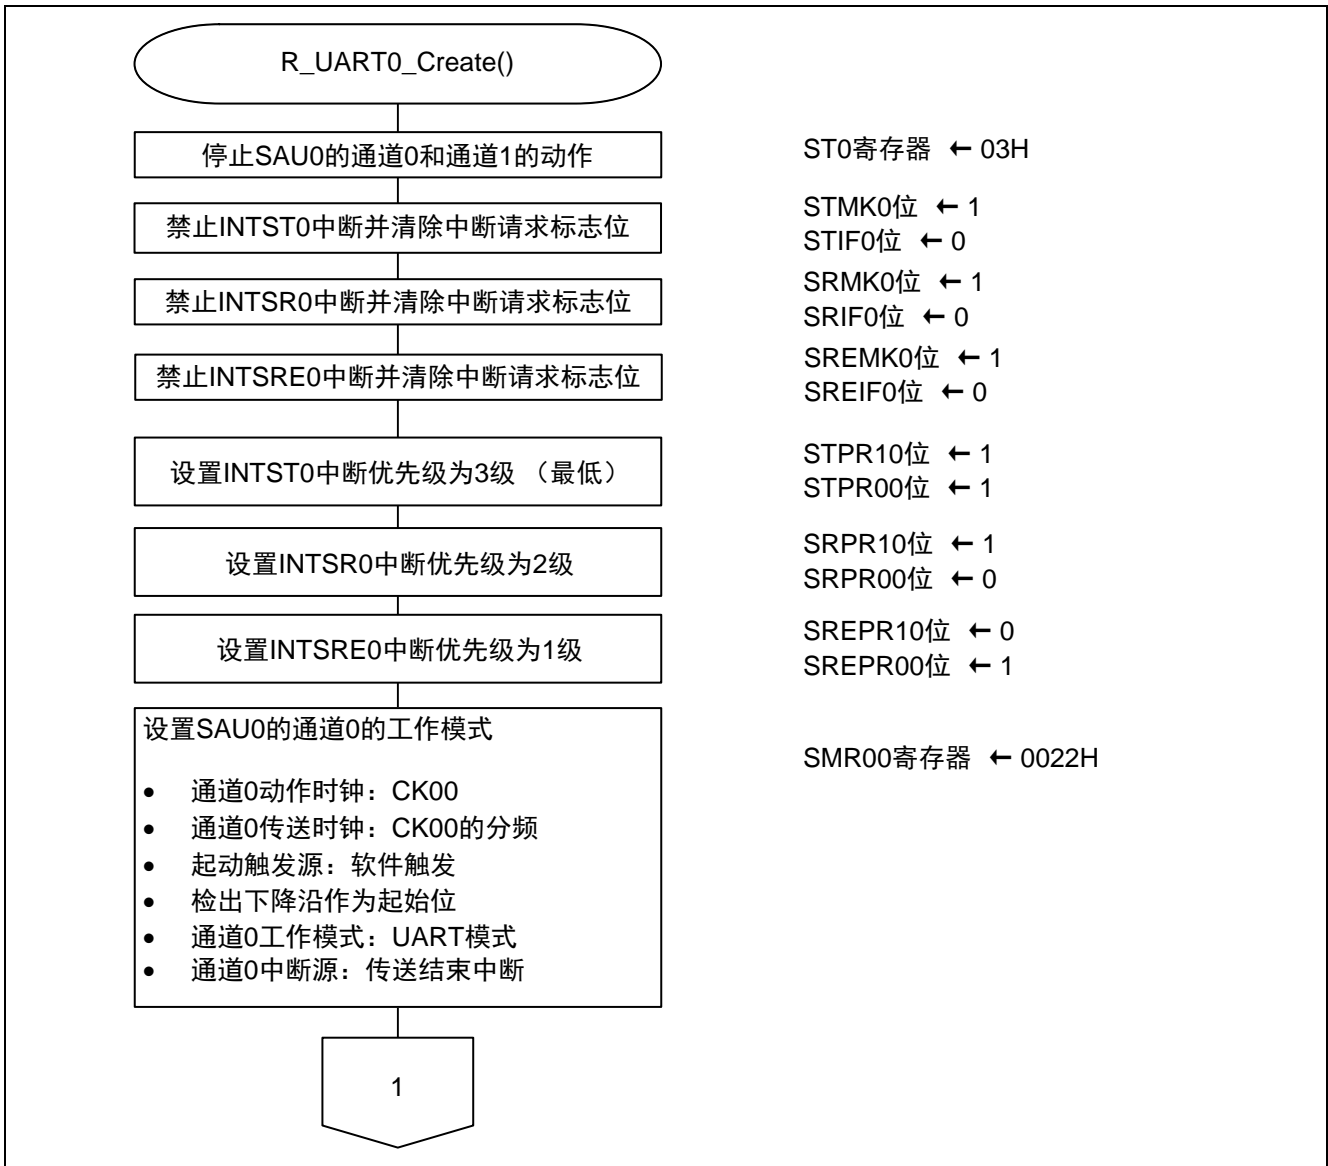 R_UART0_Create()
停止SAU0的通道0和通道1的动作
ST0寄存器 ← 03H
禁止INTST0中断并清除中断请求标志位
STMK0位 ← 1
STIF0位 ← 0
禁止INTSR0中断并清除中断请求标志位
SRMK0位 ← 1
SRIF0位 ← 0
禁止INTSRE0中断并清除中断请求标志位
SREMK0位 ← 1
SREIF0位 ← 0
设置INTST0中断优先级为3级 （最低）
STPR10位 ← 1
STPR00位 ← 1
设置INTSR0中断优先级为2级
SRPR10位 ← 1
SRPR00位 ← 0
设置INTSRE0中断优先级为1级
SREPR10位 ← 0
SREPR00位 ← 1
设置SAU0的通道0的工作模式
SMR00寄存器 ← 0022H
• 通道0动作时钟：CK00
• 通道0传送时钟：CK00的分频
• 起动触发源：软件触发
• 检出下降沿作为起始位
• 通道0工作模式：UART模式
• 通道0中断源：传送结束中断
1